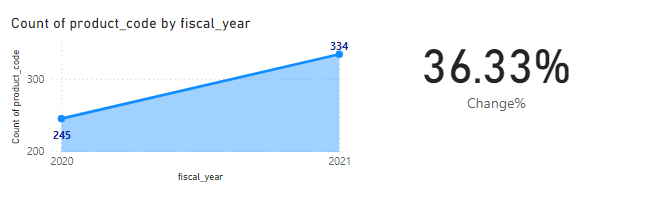 Count of product_code by fiscal_year
Count of product_code
300
200
245
334
2020
2021
fiscal_year
36.33%
Change%